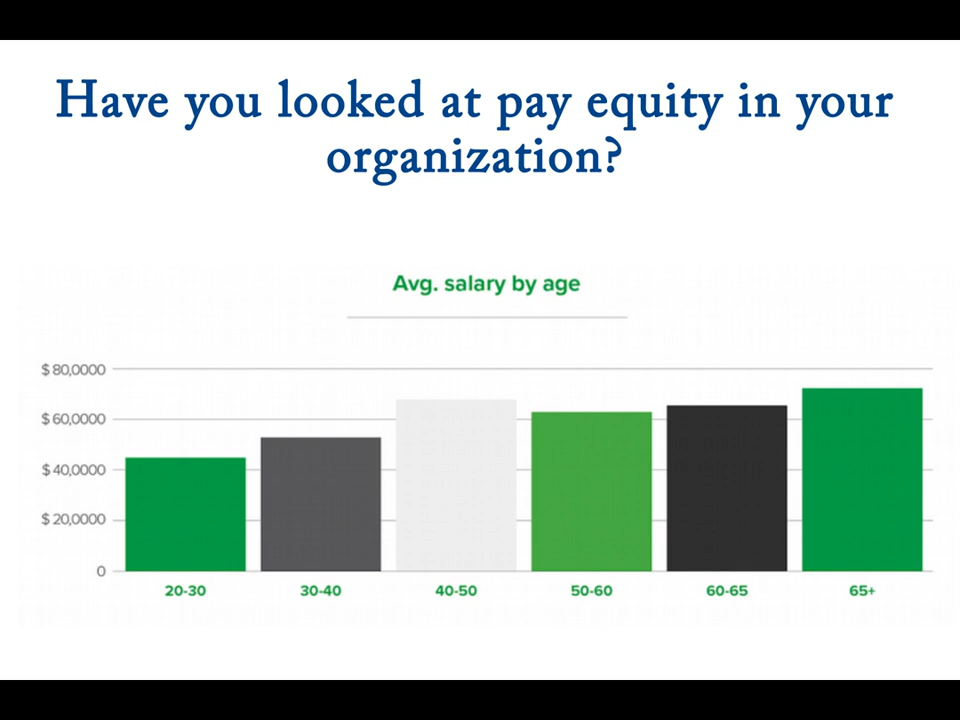 Have you looked at pay equity in your
organization?
Avg. salary by age
$ 80,0000
$ 60,0000
$ 40,0000
$ 20,0000
0
20-30 30-40 40-50 50-60 60-65 65+